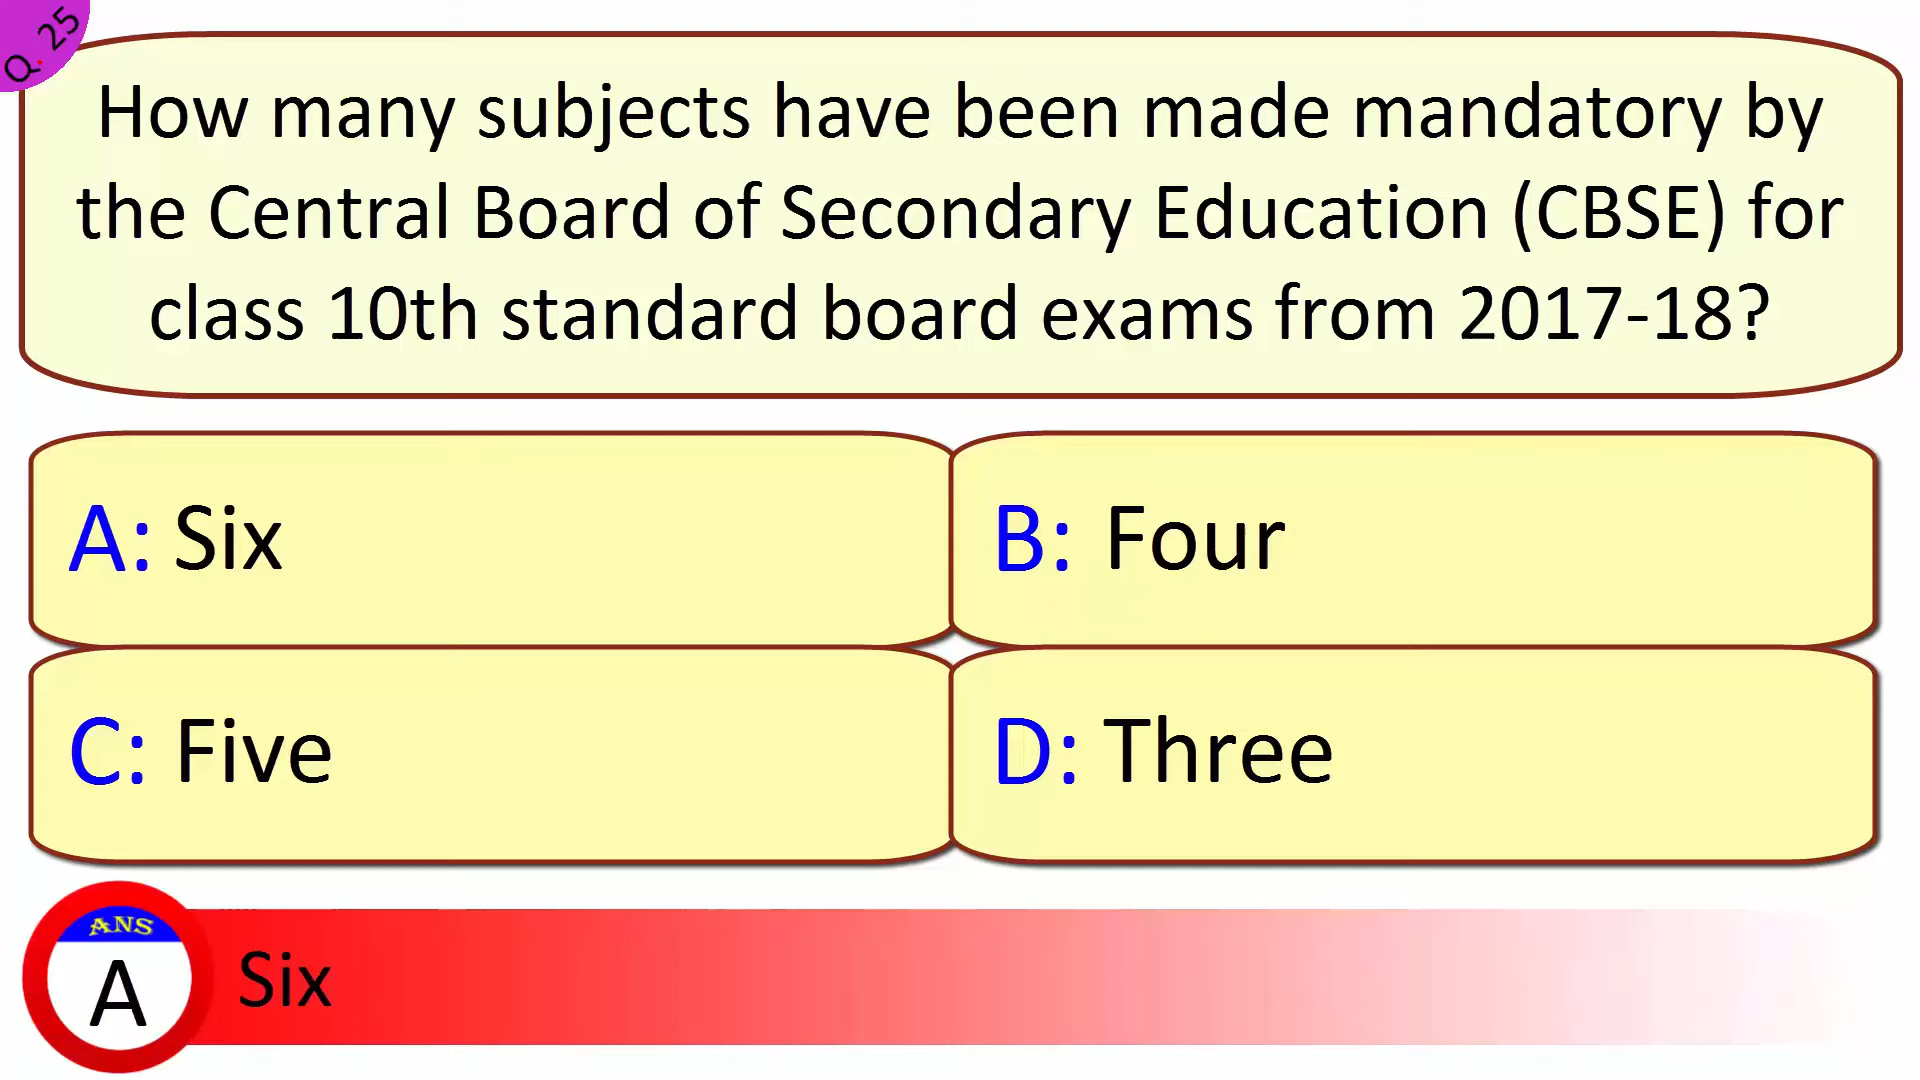 Q. 25
How many subjects have been made mandatory by
the Central Board of Secondary Education (CBSE) for
class 10th standard board exams from 2017-18?
A: Six
B: Four
C: Five
D: Three
ANS
A
Six